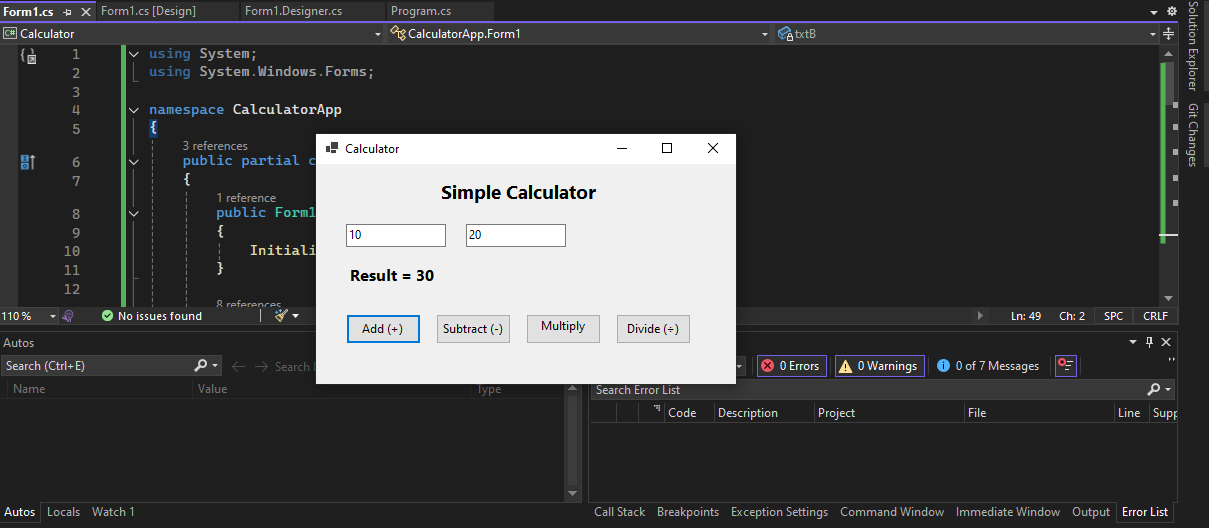 Form1.cs Form1.cs [Design] Form1.Designer.cs Program.cs
C# Calculator CalculatorApp.Form1 txtB
Solution Explorer
Git Changes
1 using System;
2 using System.Windows.Forms;
3
4 namespace CalculatorApp
5 {
3 references
6 public partial c
7 {
1 reference
8 public Form1
9 {
10 Initiali
11 }
12
8 references
Calculator
Simple Calculator
10 20
Result = 30
Add (+) Subtract (-) Multiply Divide (÷)
110 % No issues found Ln: 49 Ch: 2 SPC CRLF
Autos
Search (Ctrl+E) Search
Name Value Type
0 Errors 0 Warnings 0 of 7 Messages
Search Error List
Code Description Project File Line Supp
Autos Locals Watch 1
Call Stack Breakpoints Exception Settings Command Window Immediate Window Output Error List